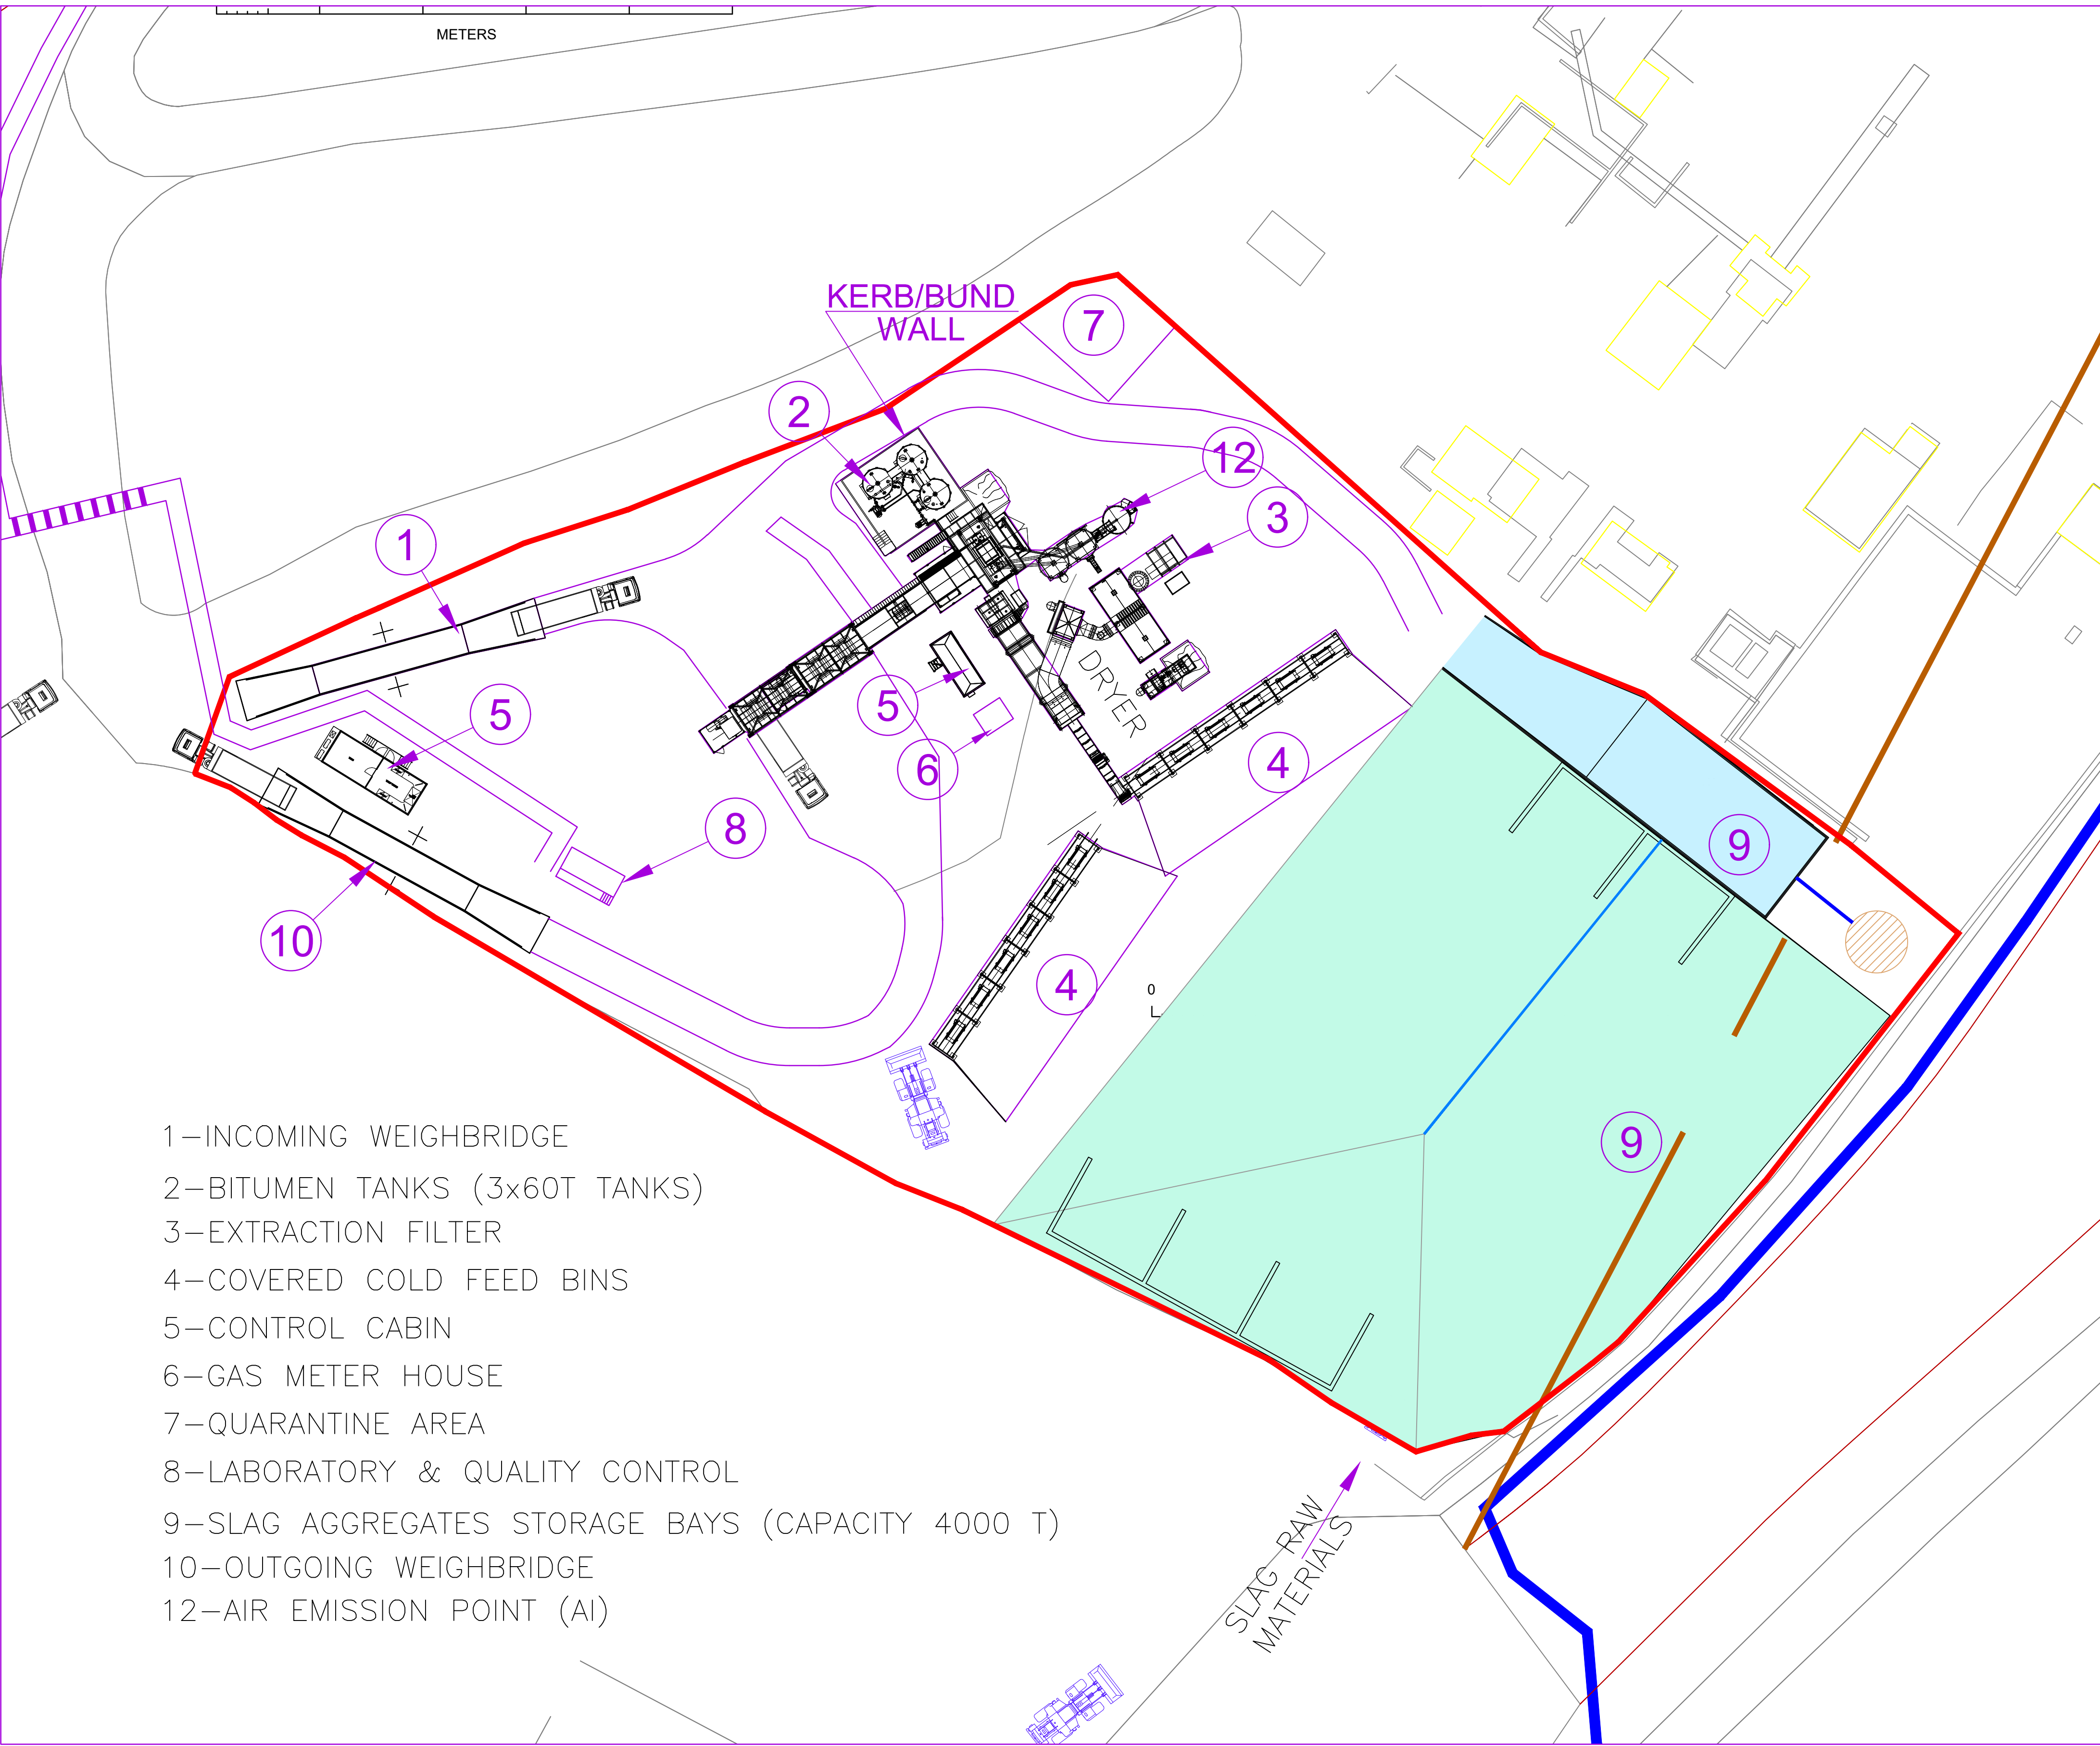 METERS
KERB/BUND
WALL
7
2
12
3
1
5
5
6
4
8
9
10
4
0
9
DRYER
1-INCOMING WEIGHBRIDGE
2-BITUMEN TANKS (3x60T TANKS)
3-EXTRACTION FILTER
4-COVERED COLD FEED BINS
5-CONTROL CABIN
6-GAS METER HOUSE
7-QUARANTINE AREA
8-LABORATORY & QUALITY CONTROL
9-SLAG AGGREGATES STORAGE BAYS (CAPACITY 4000 T)
10-OUTGOING WEIGHBRIDGE
12-AIR EMISSION POINT (AI)
SLAG RAW
MATERIALS